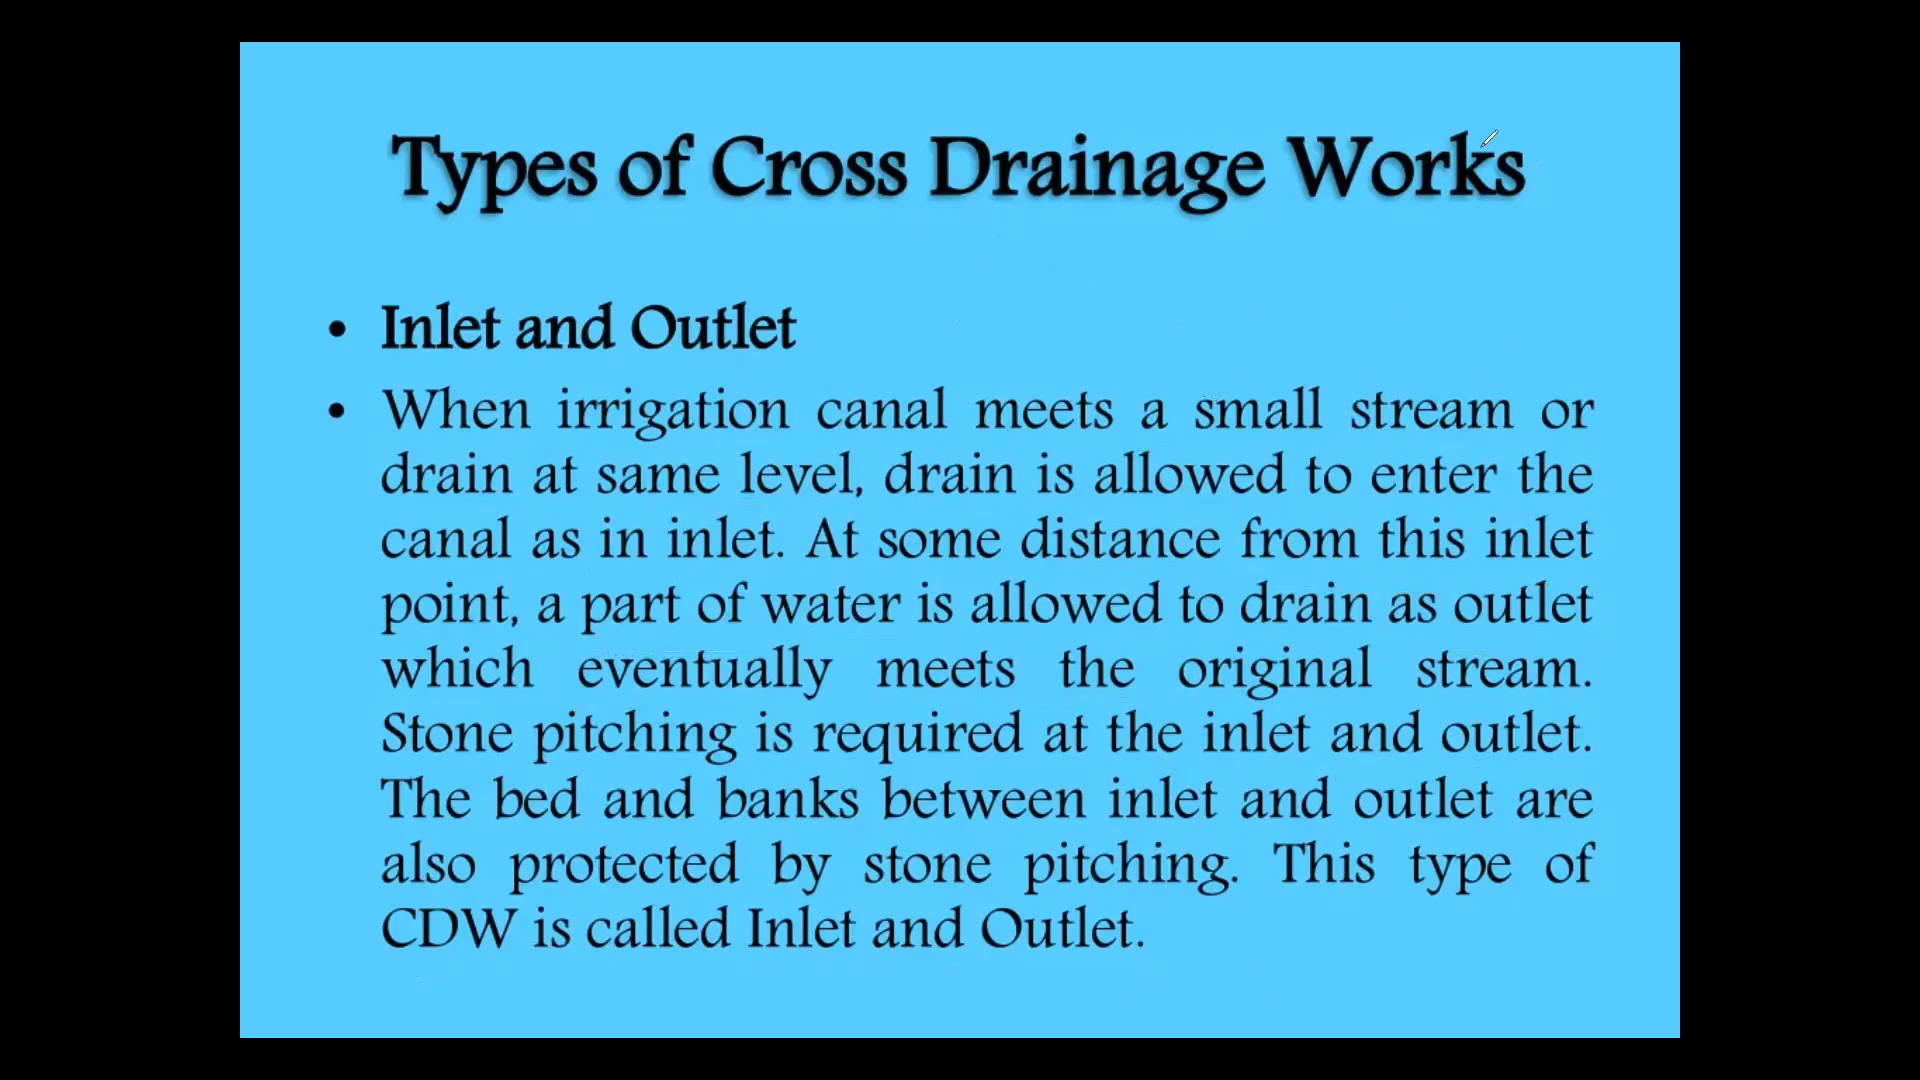 Types of Cross Drainage Works
• Inlet and Outlet
• When irrigation canal meets a small stream or
drain at same level, drain is allowed to enter the
canal as in inlet. At some distance from this inlet
point, a part of water is allowed to drain as outlet
which eventually meets the original stream.
Stone pitching is required at the inlet and outlet.
The bed and banks between inlet and outlet are
also protected by stone pitching. This type of
CDW is called Inlet and Outlet.